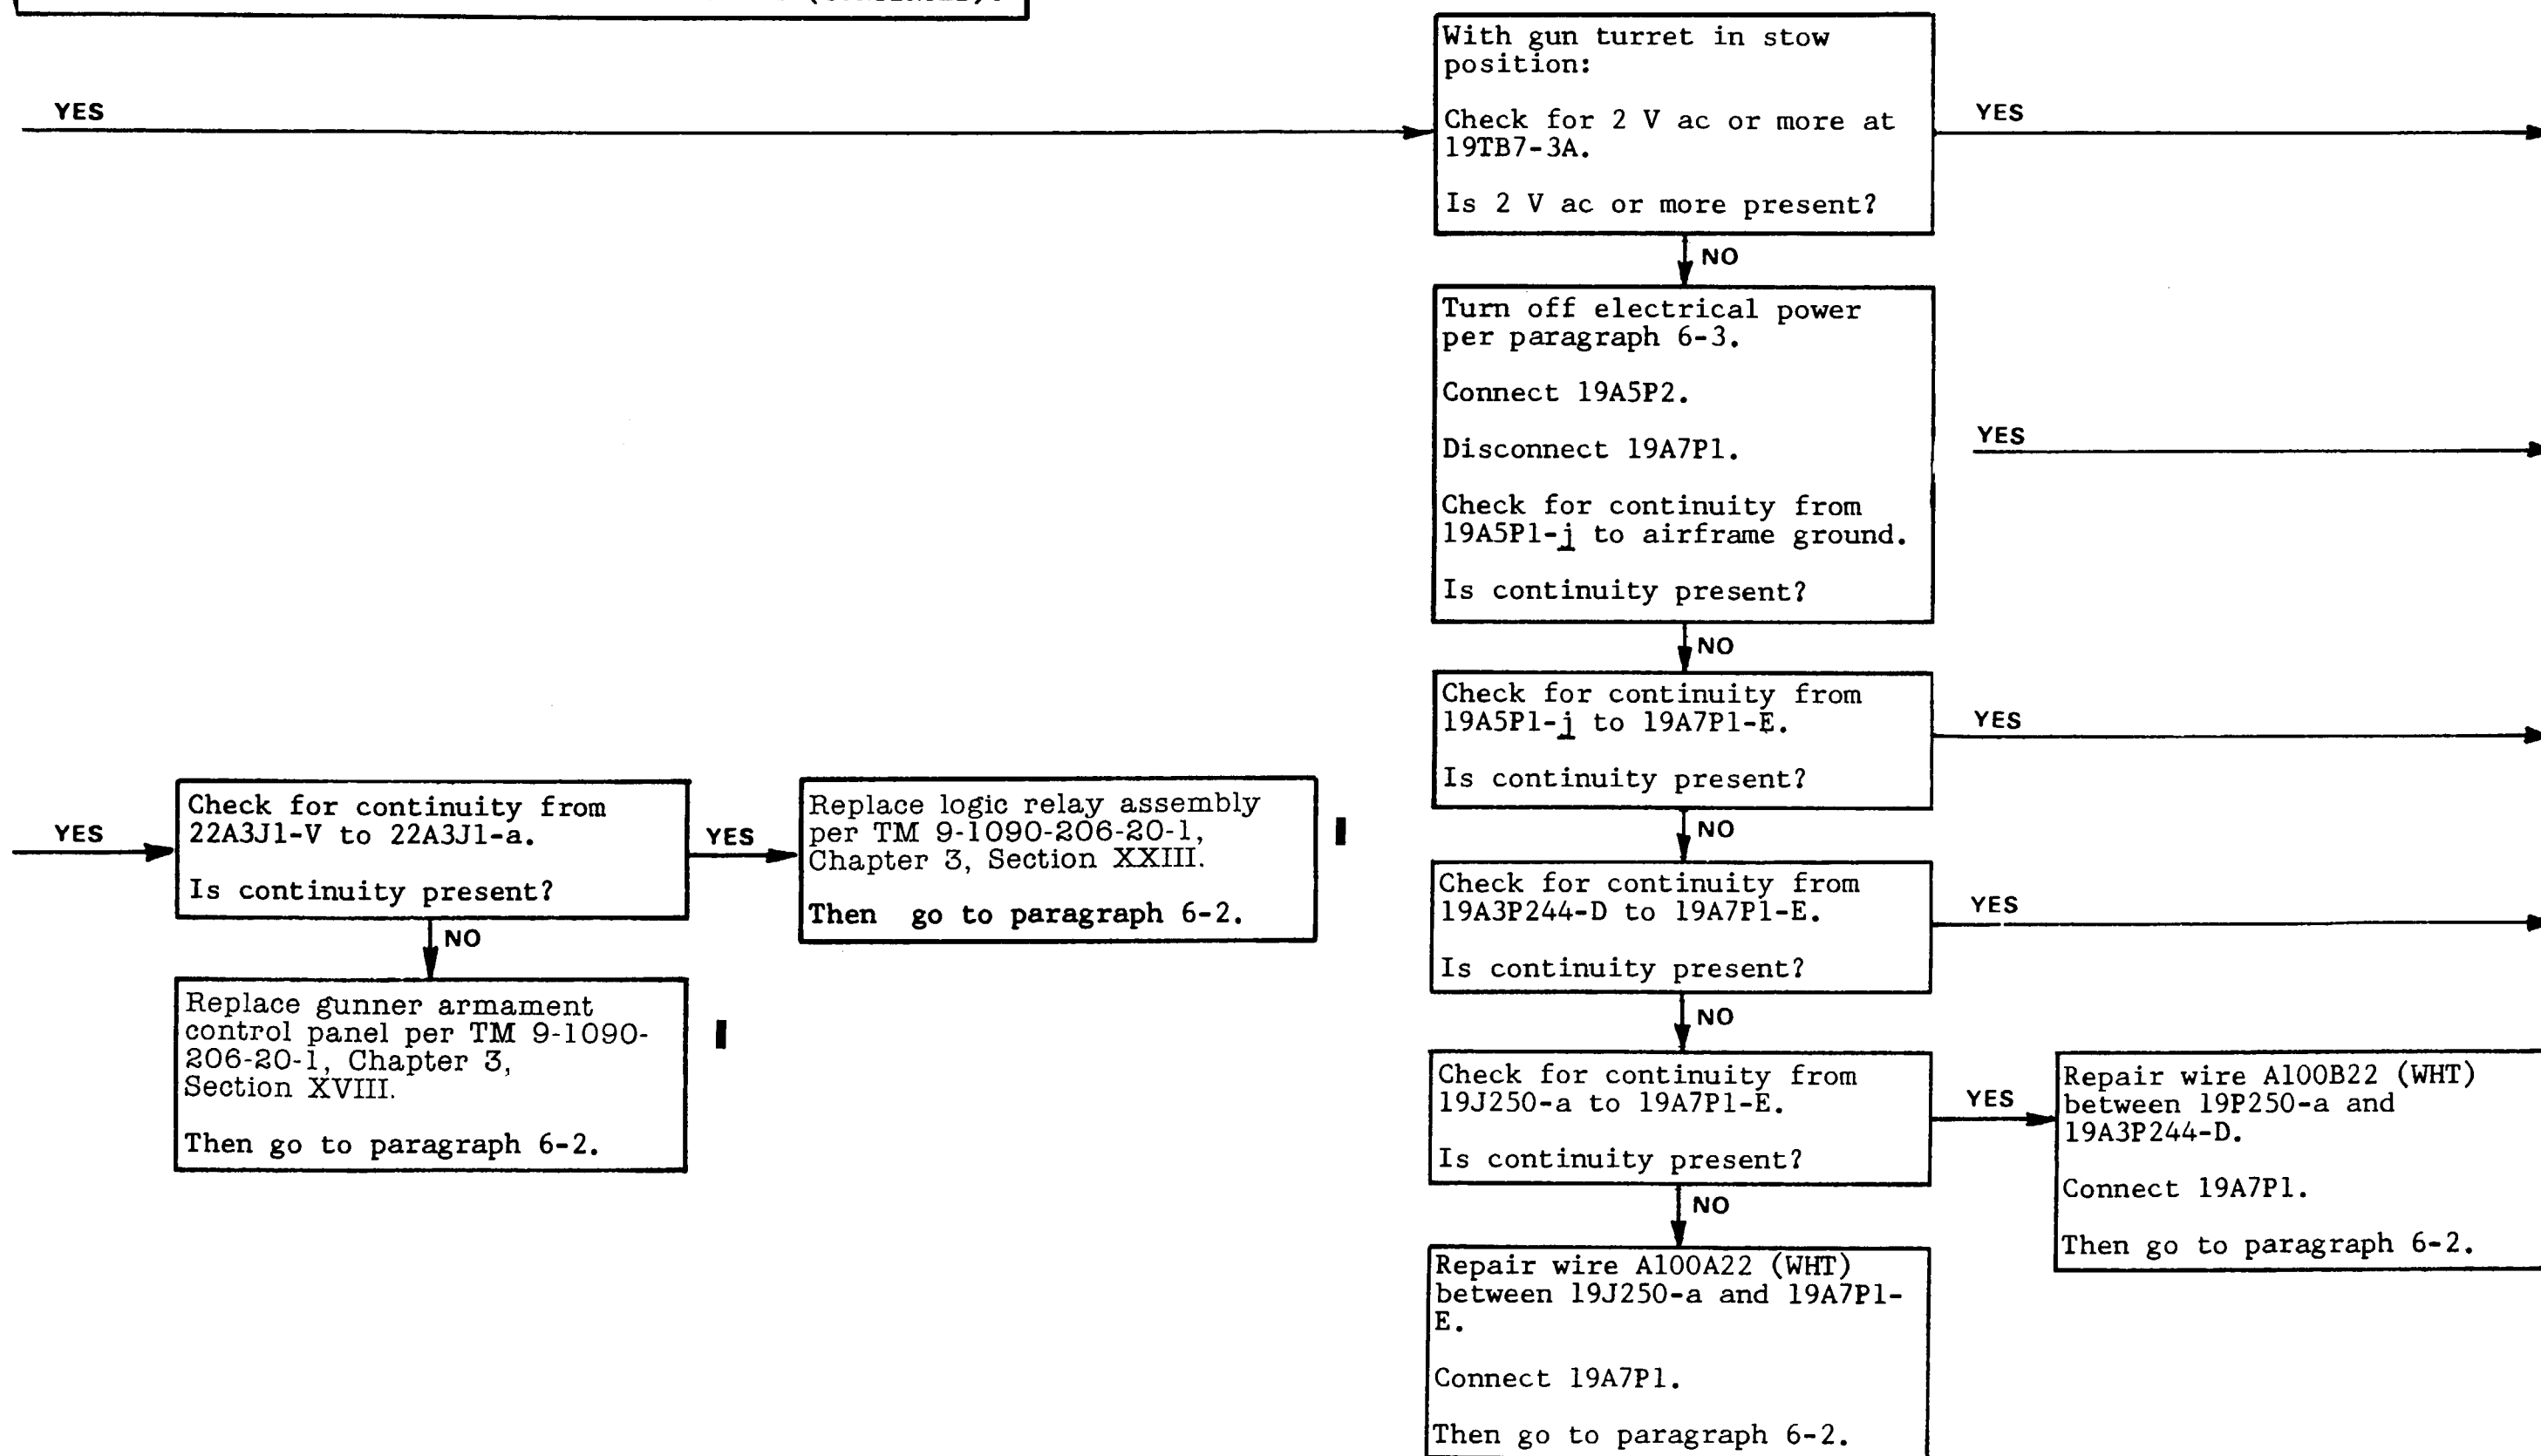 YES
With gun turret in stow
position:
Check for 2 V ac or more at
19TB7-3A.
Is 2 V ac or more present?
YES
NO
Turn off electrical power
per paragraph 6-3.
Connect 19A5P2.
Disconnect 19A7P1.
Check for continuity from
19A5P1-j to airframe ground.
Is continuity present?
YES
NO
Check for continuity from
19A5P1-j to 19A7P1-E.
Is continuity present?
YES
NO
YES
Check for continuity from
22A3J1-V to 22A3J1-a.
Is continuity present?
YES
Replace logic relay assembly
per TM 9-1090-206-20-1,
Chapter 3, Section XXIII.
Then go to paragraph 6-2.
NO
Replace gunner armament
control panel per TM 9-1090-
206-20-1, Chapter 3,
Section XVIII.
Then go to paragraph 6-2.
Check for continuity from
19A3P244-D to 19A7P1-E.
Is continuity present?
YES
NO
Check for continuity from
19J250-a to 19A7P1-E.
Is continuity present?
YES
Repair wire A100B22 (WHT)
between 19P250-a and
19A3P244-D.
Connect 19A7P1.
Then go to paragraph 6-2.
NO
Repair wire A100A22 (WHT)
between 19J250-a and 19A7P1-
E.
Connect 19A7P1.
Then go to paragraph 6-2.